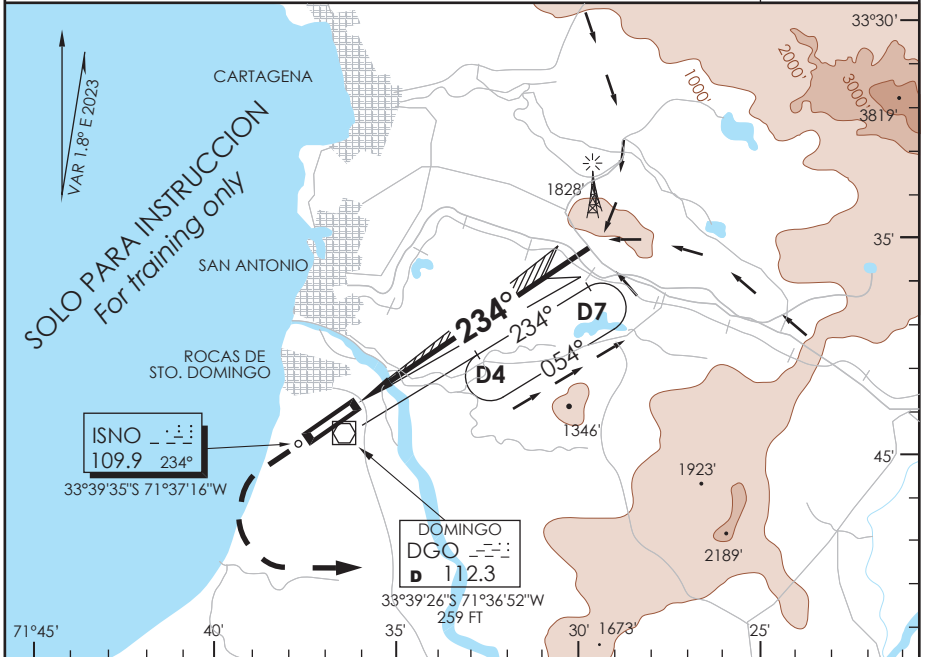 33°30'
CARTAGENA
2000'
1000'
3000'
3819'
VAR 1.8° E 2023
SOLO PARA INSTRUCCION
For training only
1828'
35'
SAN ANTONIO
234°
234°
D7
ROCAS DE
STO. DOMINGO
D4
054°
1346'
ISNO
109.9 234°
33°39'35"S 71°37'16"W
45'
1923'
2189'
DOMINGO
DGO
D 112.3
33°39'26"S 71°36'52"W
259 FT
1673'
71°45'
40'
35'
30'
25'